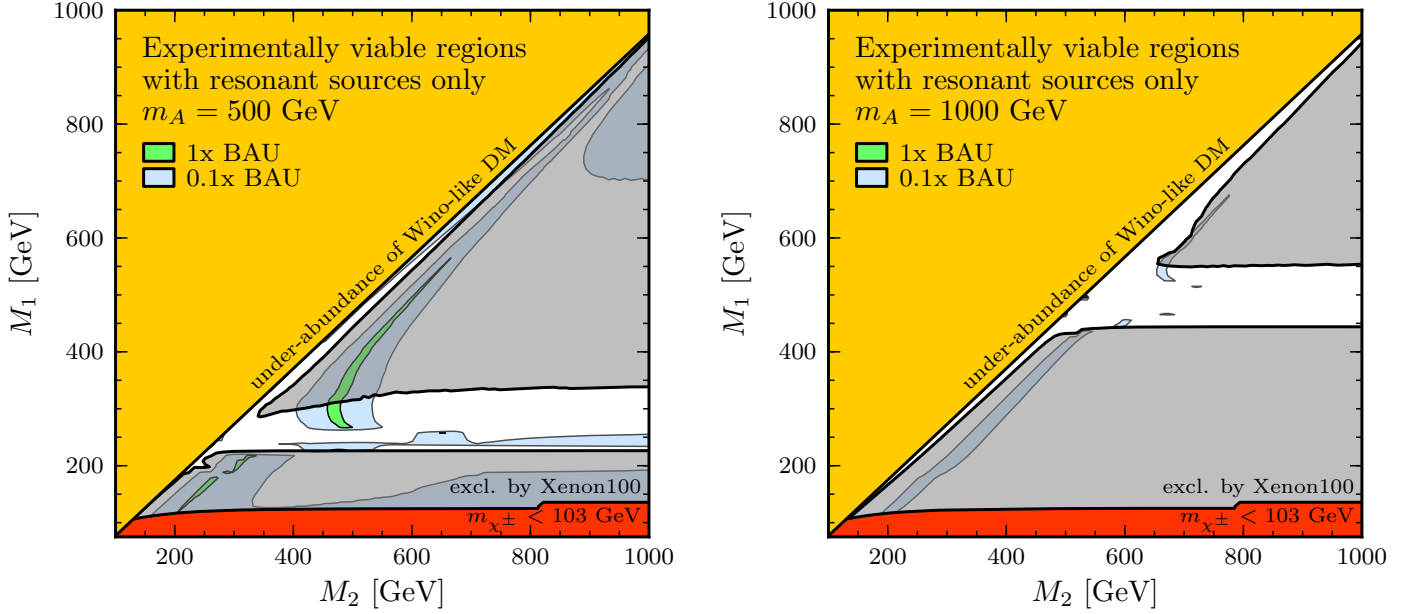 Experimentally viable regions
with resonant sources only
m_A = 500 GeV
1x BAU
0.1x BAU
under-abundance of Wino-like DM
excl. by Xenon100
m_χ± < 103 GeV
1000
800
600
400
200
M₁ [GeV]
200 400 600 800 1000
M₂ [GeV]
Experimentally viable regions
with resonant sources only
m_A = 1000 GeV
1x BAU
0.1x BAU
under-abundance of Wino-like DM
excl. by Xenon100
m_χ± < 103 GeV
1000
800
600
400
200
M₁ [GeV]
200 400 600 800 1000
M₂ [GeV]